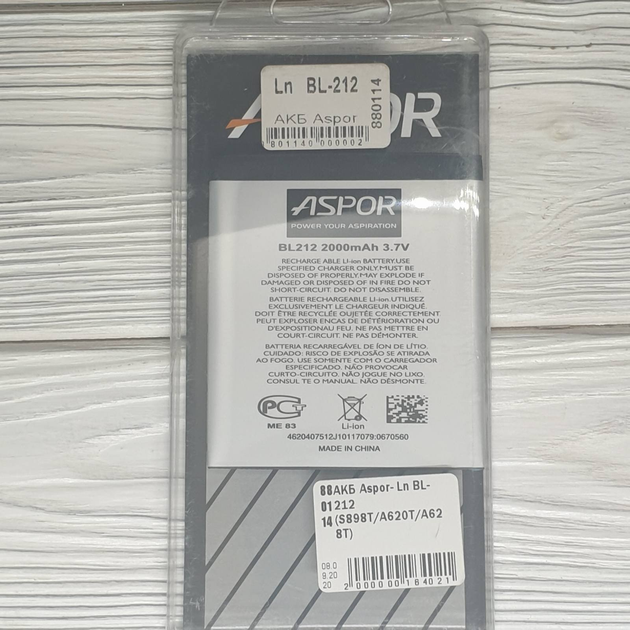 Ln BL-212
880114
АКБ Aspor
801140 000002
ASPOR
POWER YOUR ASPIRATION
BL212 2000mAh 3.7V
RECHARGE ABLE Li-ion BATTERY.USE
SPECIFIED CHARGER ONLY.MUST BE
DISPOSED OF PROPERLY.MAY EXPLODE IF
DAMAGED OR DISPOSED OF IN FIRE DO NOT
SHORT-CIRCUIT. DO NOT DISASSEMBLE.
BATTERIE RECHARGEABLE Li-ion.UTILISEZ
EXCLUSIVEMENT LE CHARGEUR INDIQUÉ.
DOIT ÊTRE RECYCLÉE OUJETÉE CORRECTEMENT.
PEUT EXPLOSER ENCAS DE DÉTÉRIORATION OU
D'EXPOSITIONAU FEU. NE PAS METTRE EN
COURT-CIRCUIT. NE PAS DÉMONTER.
BATERIA RECARREGÁVEL DE ÍON DE LÍTIO.
CUIDADO: RISCO DE EXPLOSÃO SE ATIRADA
AO FOGO. USE SOMENTE COM O CARREGADOR
ESPECIFICADO. NÃO PROVOCAR
CURTO-CIRCUITO. NÃO JOGUE NO LIXO.
CONSUL TE O MANUAL. NÃO DESMONTE.
ME 83
Li-ion
4620407512J10117079:0670560
MADE IN CHINA
88АКБ Aspor- Ln BL-
01212
14(S898T/A620T/A62
8T)
08.0
9.20
20
2 000000 184021